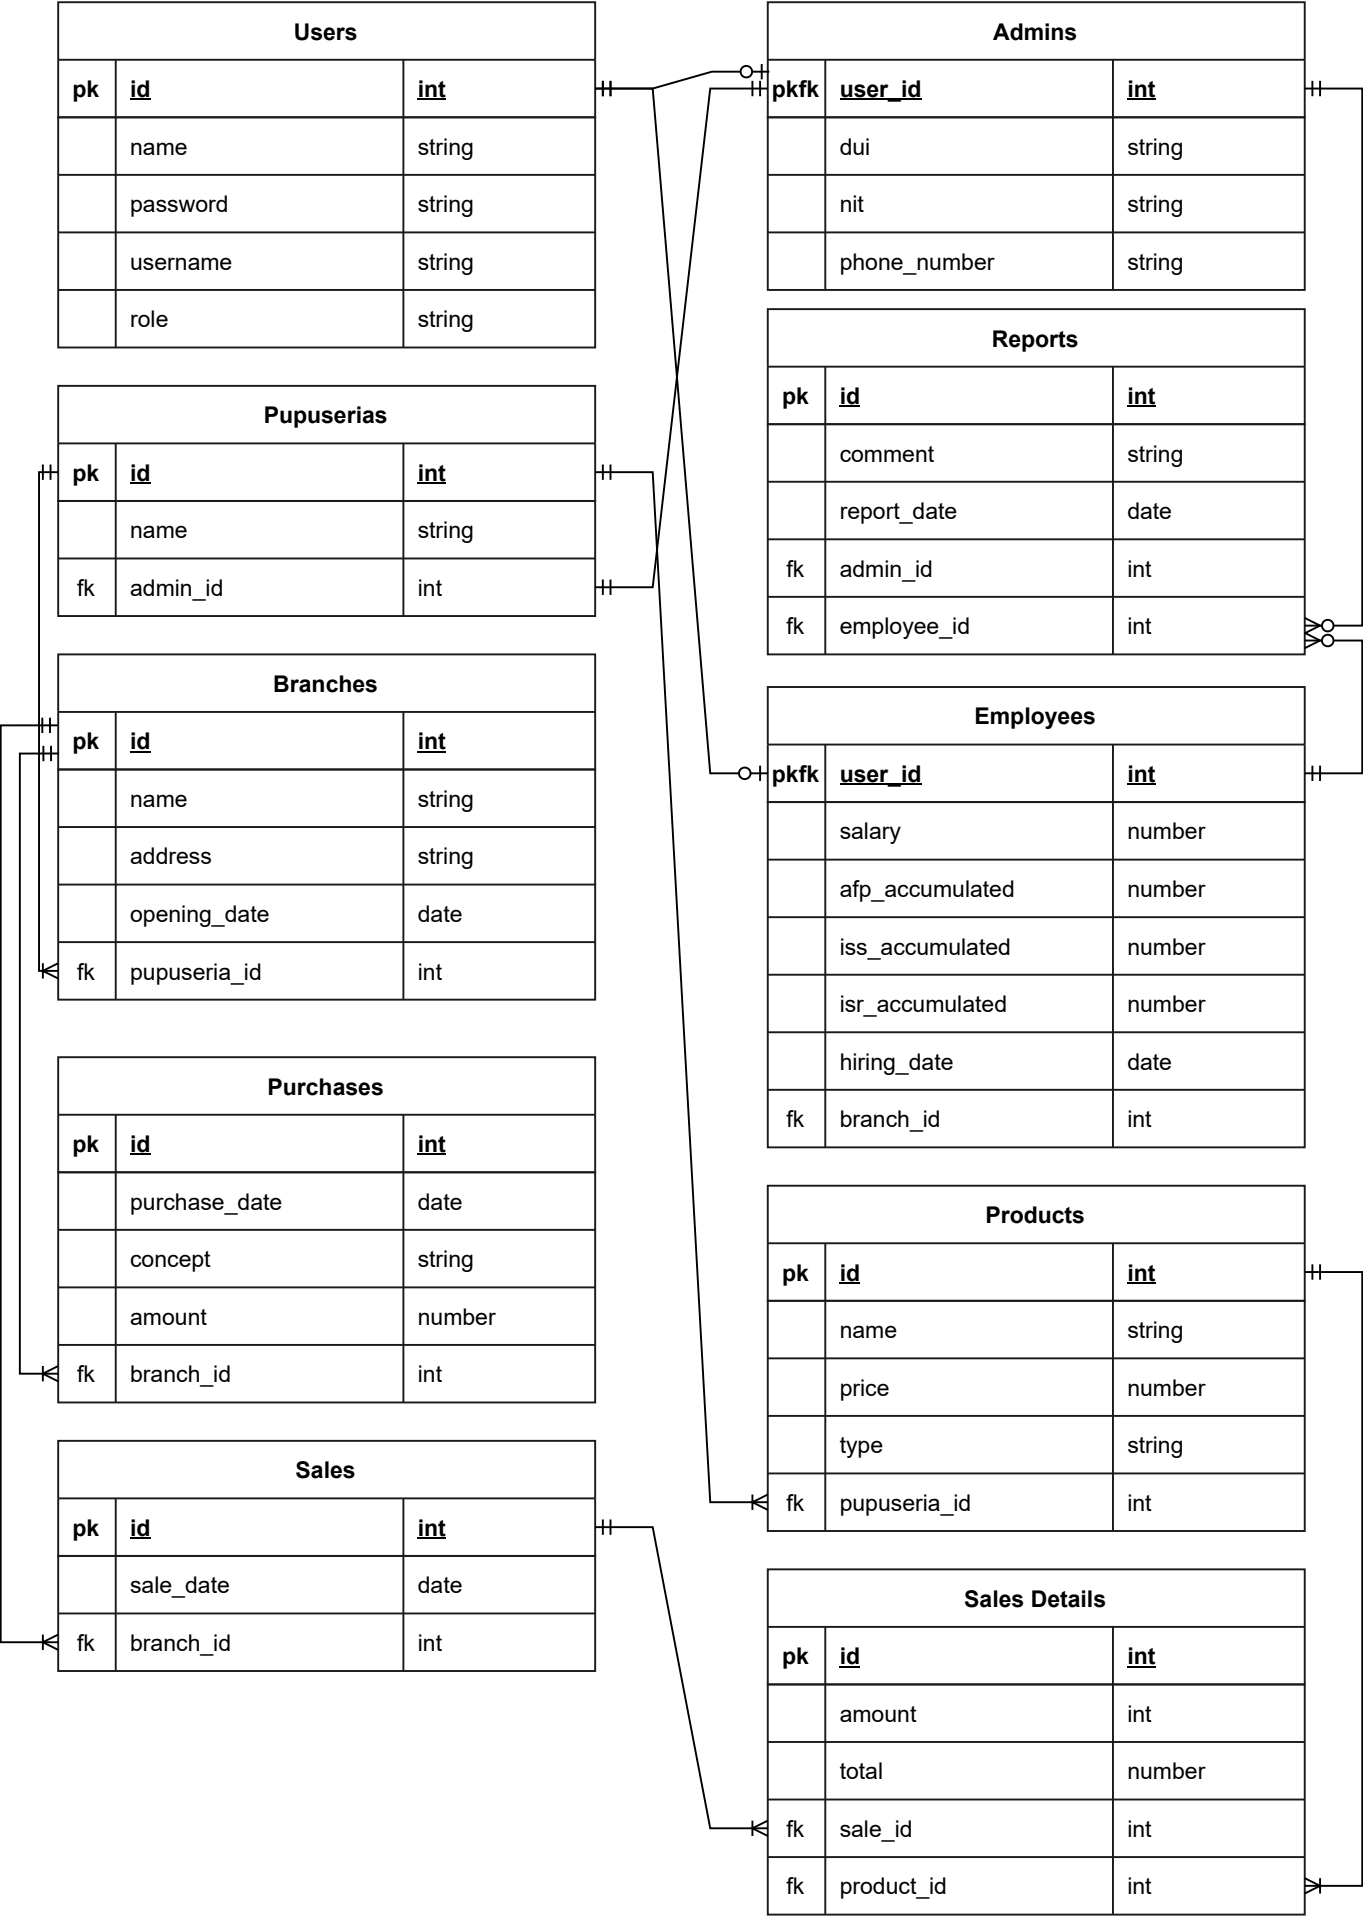 Users
pk id int
name string
password string
username string
role string
Pupuserias
pk id int
name string
fk admin_id int
Branches
pk id int
name string
address string
opening_date date
fk pupuseria_id int
Purchases
pk id int
purchase_date date
concept string
amount number
fk branch_id int
Sales
pk id int
sale_date date
fk branch_id int
Admins
pkfk user_id int
dui string
nit string
phone_number string
Reports
pk id int
comment string
report_date date
fk admin_id int
fk employee_id int
Employees
pkfk user_id int
salary number
afp_accumulated number
iss_accumulated number
isr_accumulated number
hiring_date date
fk branch_id int
Products
pk id int
name string
price number
type string
fk pupuseria_id int
Sales Details
pk id int
amount int
total number
fk sale_id int
fk product_id int